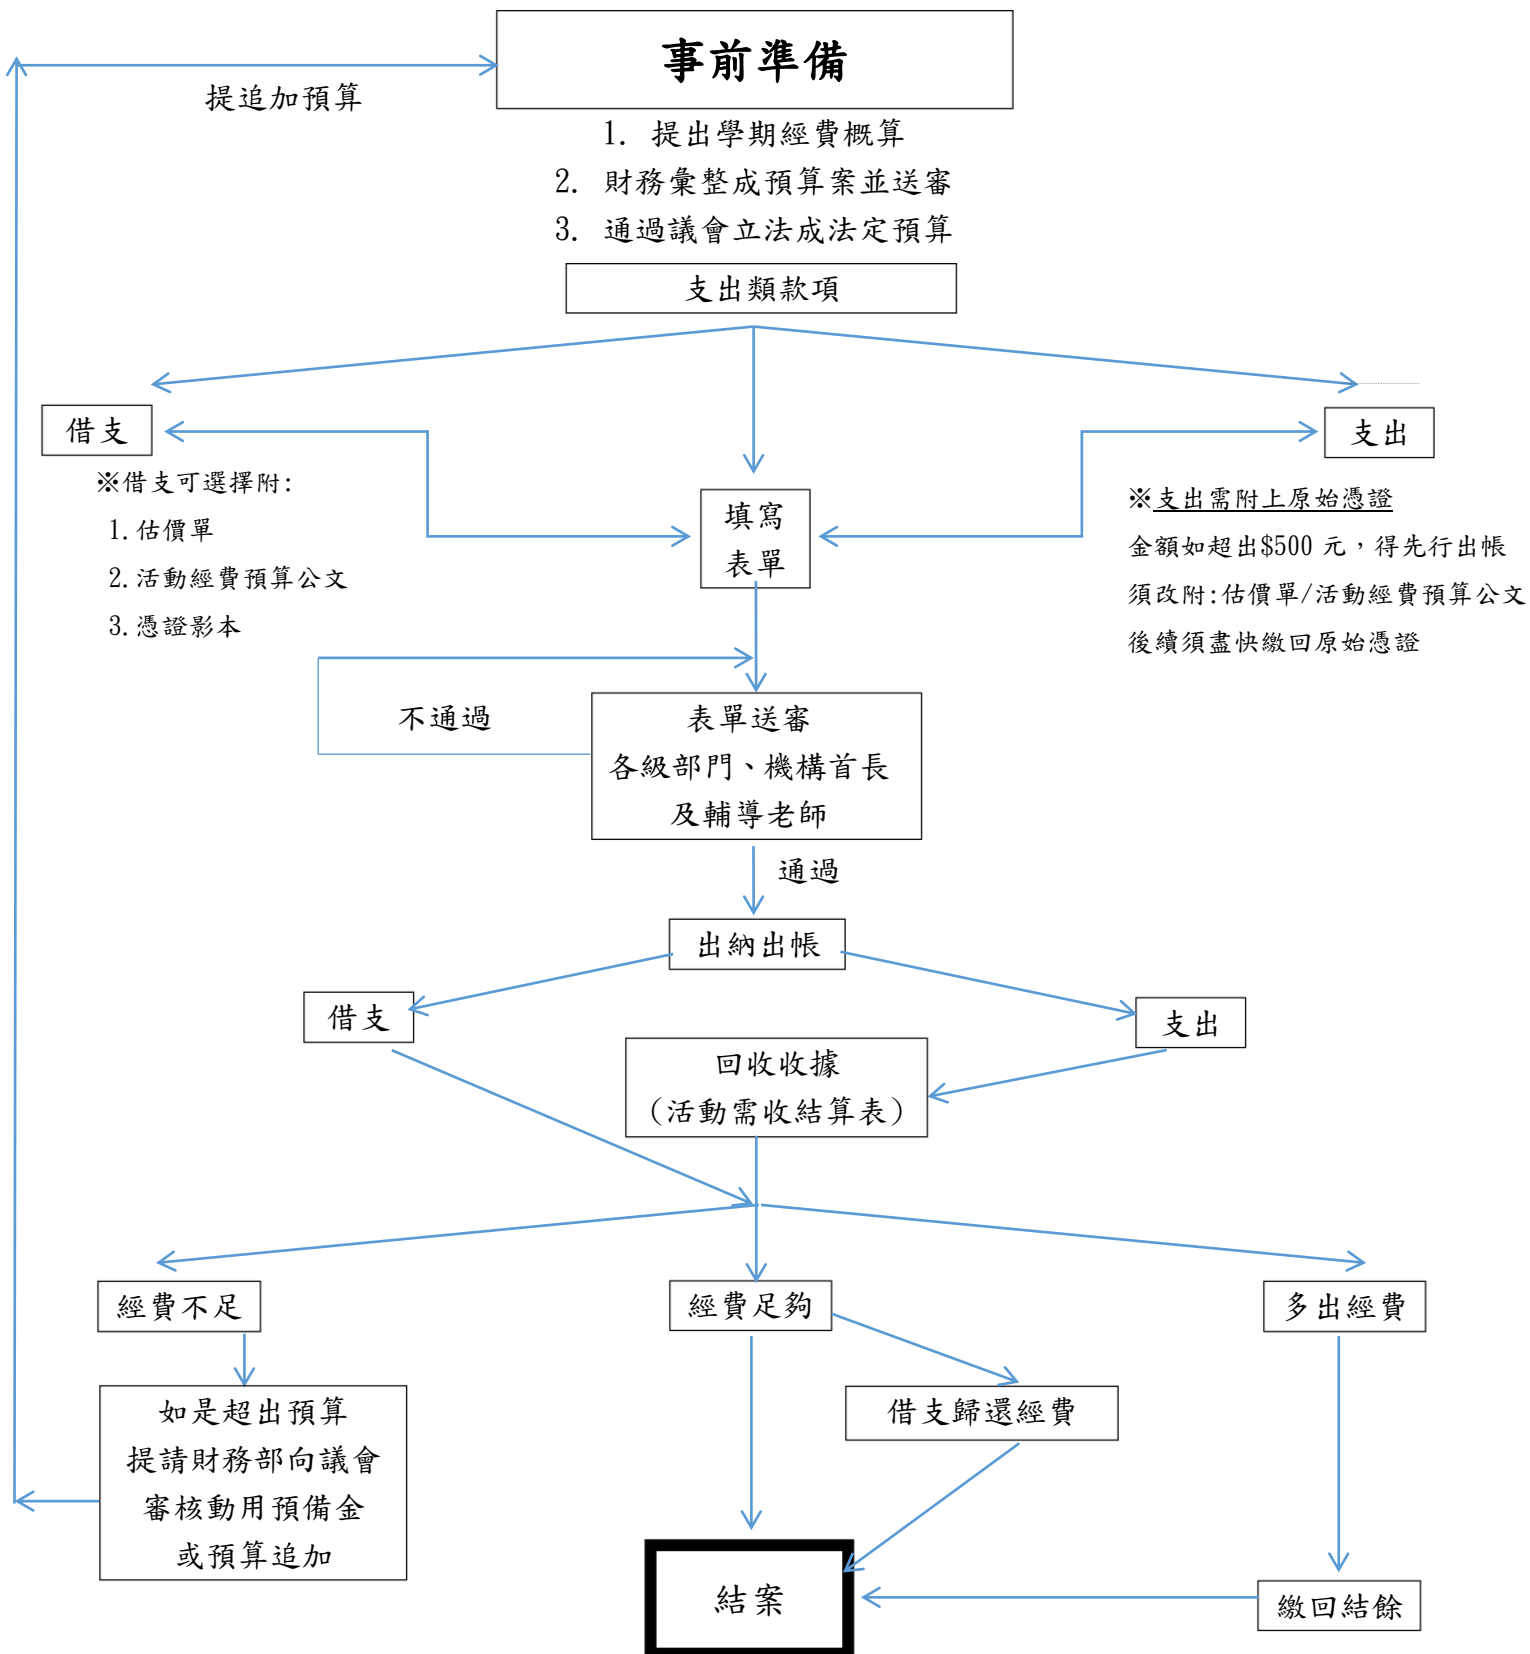 事前準備
提追加預算
1. 提出學期經費概算
2. 財務彙整成預算案並送審
3. 通過議會立法成法定預算
支出類款項
借支
支出
※借支可選擇附:
1.估價單
2.活動經費預算公文
3.憑證影本
填寫
表單
※支出需附上原始憑證
金額如超出$500 元，得先行出帳
須改附:估價單/活動經費預算公文
後續須盡快繳回原始憑證
不通過
表單送審
各級部門、機構首長
及輔導老師
通過
出納出帳
借支
支出
回收收據
(活動需收結算表)
經費不足
經費足夠
多出經費
如是超出預算
提請財務部向議會
審核動用預備金
或預算追加
借支歸還經費
結案
繳回結餘